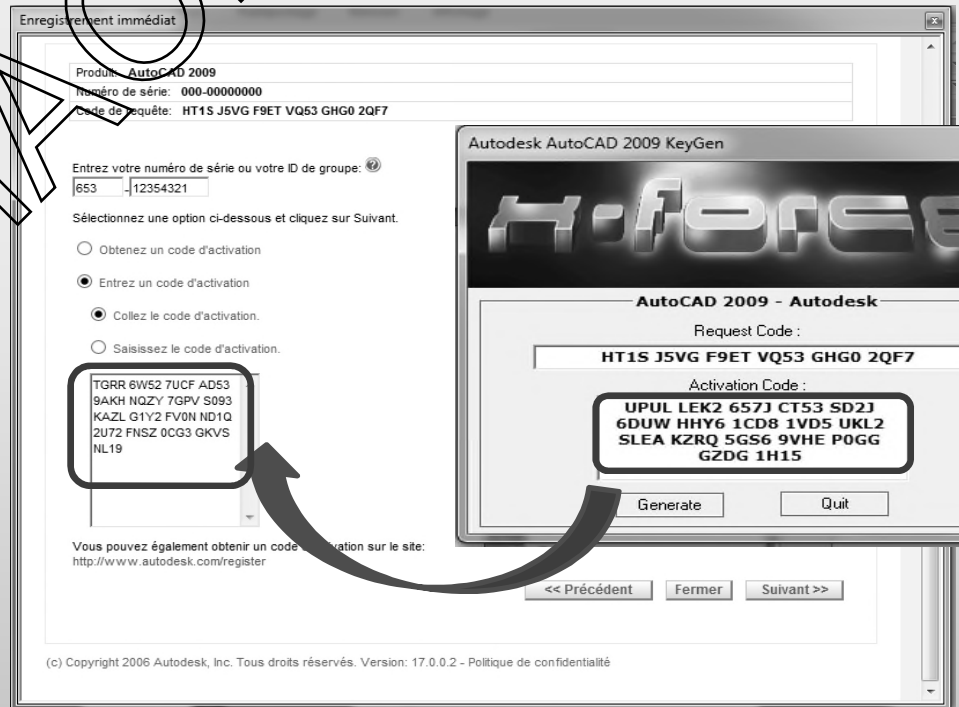 Enregistrement immédiat
Produit: AutoCAD 2009
Numéro de série: 000-00000000
Code de requête: HT1S J5VG F9ET VQ53 GHG0 2QF7
Entrez votre numéro de série ou votre ID de groupe:
653 - 12354321
Sélectionnez une option ci-dessous et cliquez sur Suivant.
Obtenez un code d'activation
Entrez un code d'activation
Collez le code d'activation.
Saisissez le code d'activation.
TGRR 6W52 7UCF AD53
9AKH NQZY 7GPV S093
KAZL G1Y2 FV0N ND1Q
2U72 FNSZ 0CG3 GKVS
NL19
Vous pouvez également obtenir un code d'activation sur le site:
http://www.autodesk.com/register
<< Précédent Fermer Suivant >>
(c) Copyright 2006 Autodesk, Inc. Tous droits réservés. Version: 17.0.0.2 - Politique de confidentialité
Autodesk AutoCAD 2009 KeyGen
X-force
AutoCAD 2009 - Autodesk
Request Code :
HT1S J5VG F9ET VQ53 GHG0 2QF7
Activation Code :
UPUL LEK2 657J CT53 SD2J
6DUW HHY6 1CD8 1VD5 UKL2
SLEA KZRQ 5GS6 9VHE P0GG
GZDG 1H15
Generate Quit